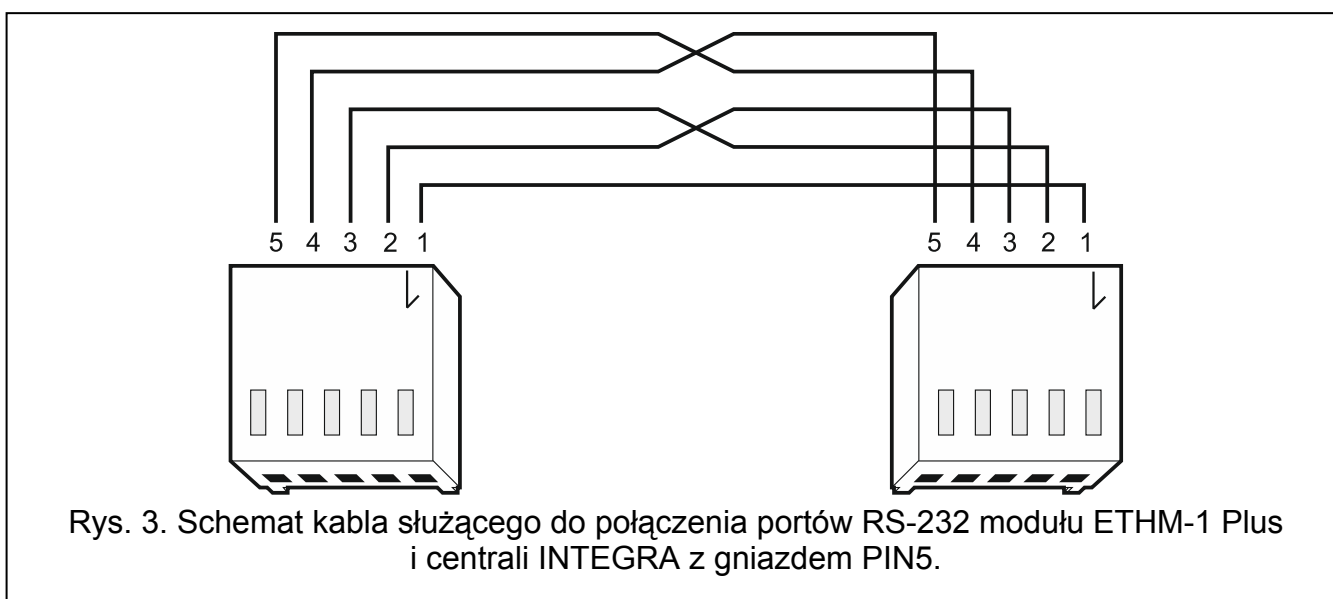 5 4 3 2 1 5 4 3 2 1
Rys. 3. Schemat kabla służącego do połączenia portów RS-232 modułu ETHM-1 Plus
i centrali INTEGRA z gniazdem PIN5.